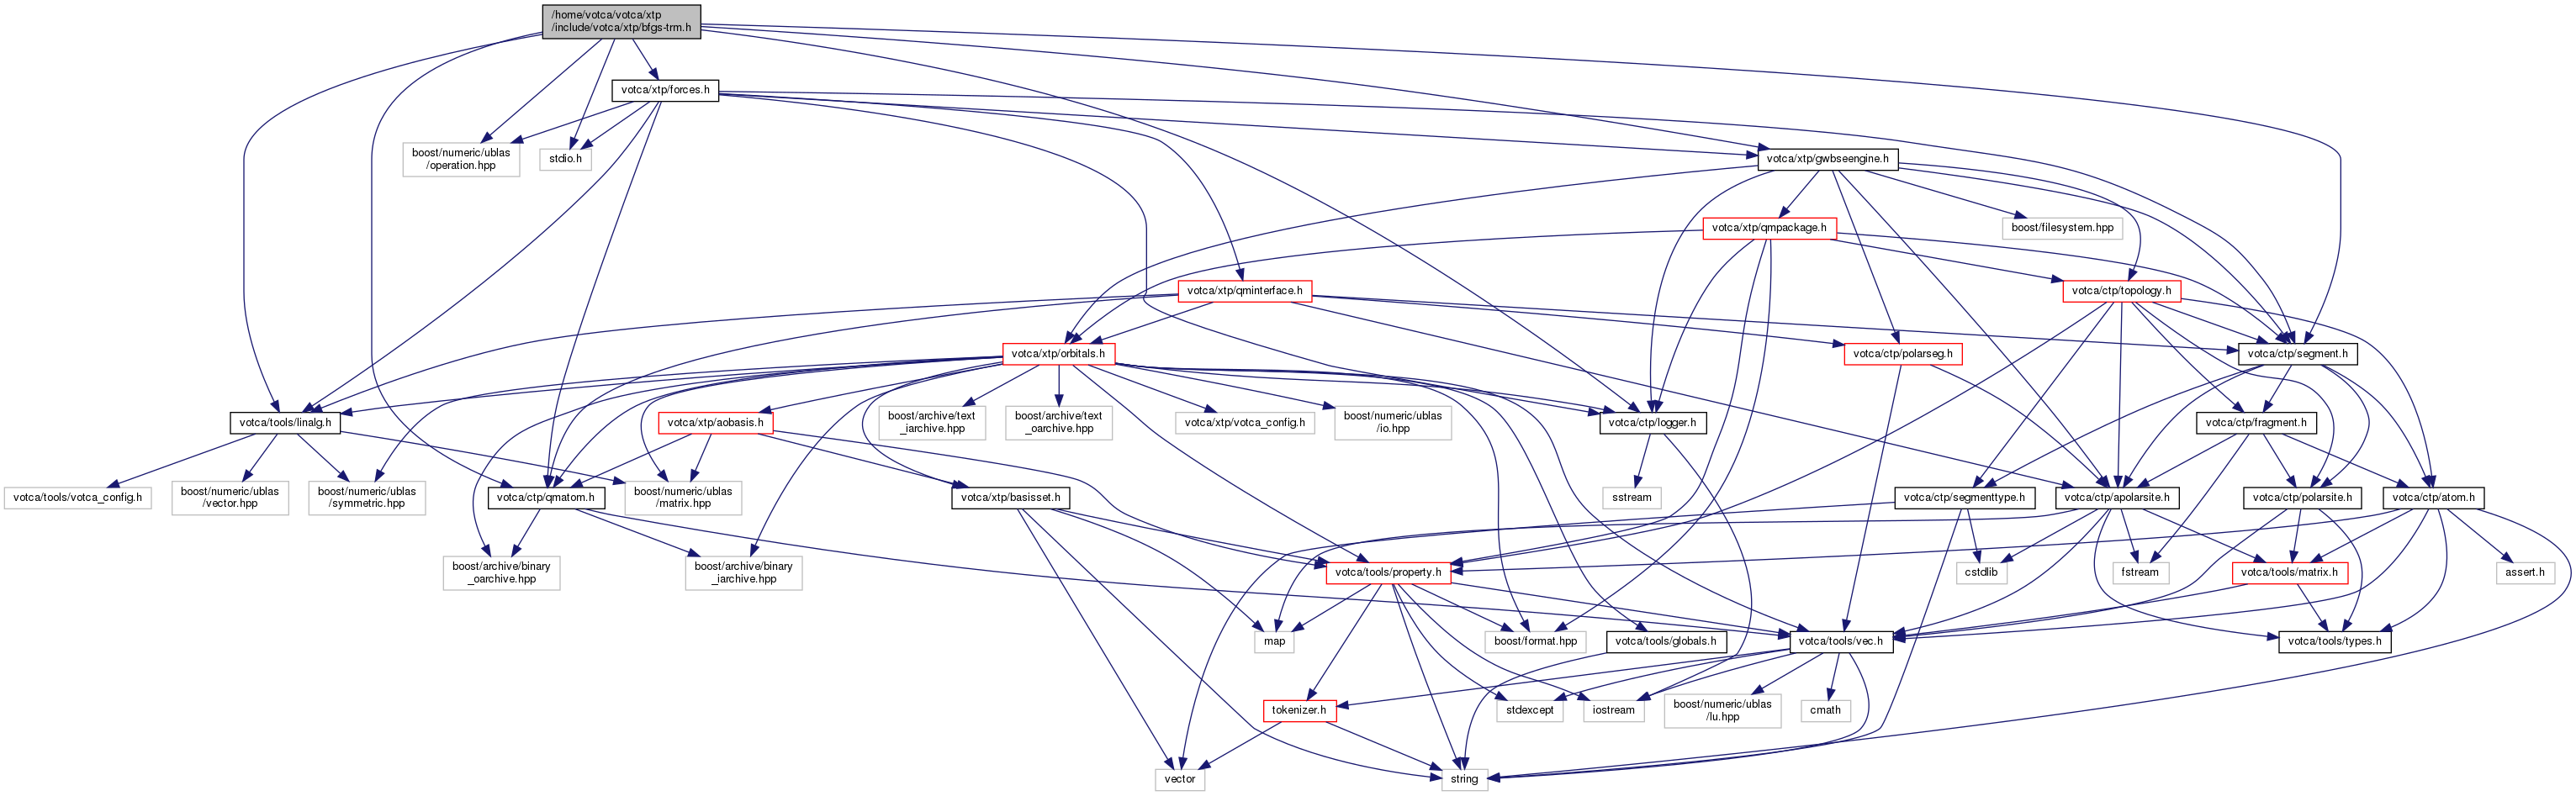 /home/votca/votca/xtp
/include/votca/xtp/bfgs-trm.h
votca/xtp/forces.h
boost/numeric/ublas
/operation.hpp
stdio.h
votca/xtp/gwbseengine.h
votca/xtp/qmpackage.h
boost/filesystem.hpp
votca/xtp/qminterface.h
votca/ctp/topology.h
votca/xtp/orbitals.h
votca/ctp/polarseg.h
votca/ctp/segment.h
votca/tools/linalg.h
votca/xtp/aobasis.h
boost/archive/text
_iarchive.hpp
boost/archive/text
_oarchive.hpp
votca/xtp/votca_config.h
boost/numeric/ublas
/io.hpp
votca/ctp/logger.h
votca/ctp/fragment.h
votca/tools/votca_config.h
boost/numeric/ublas
/vector.hpp
boost/numeric/ublas
/symmetric.hpp
votca/ctp/qmatom.h
boost/numeric/ublas
/matrix.hpp
votca/xtp/basisset.h
sstream
votca/ctp/segmenttype.h
votca/ctp/apolarsite.h
votca/ctp/polarsite.h
votca/ctp/atom.h
boost/archive/binary
_oarchive.hpp
boost/archive/binary
_iarchive.hpp
votca/tools/property.h
cstdlib
fstream
votca/tools/matrix.h
assert.h
map
boost/format.hpp
votca/tools/globals.h
votca/tools/vec.h
votca/tools/types.h
tokenizer.h
stdexcept
iostream
boost/numeric/ublas
/lu.hpp
cmath
vector
string